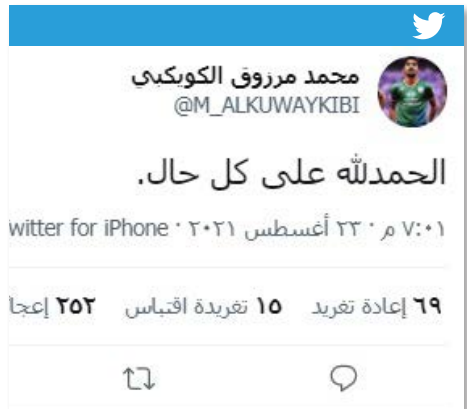 محمد مرزوق الكويكبي
@M_ALKUWAYKIBI
الحمدلله على كل حال.
٧:٠١ م · ٢٣ أغسطس ٢٠٢١ · witter for iPhone
٦٩ إعادة تغريد ١٥ تغريدة اقتباس ٢٥٢ إعجا